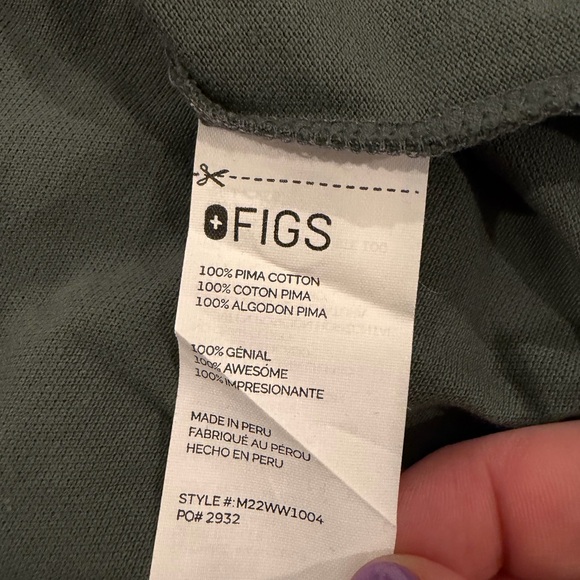 FIGS
100% PIMA COTTON
100% COTON PIMA
100% ALGODON PIMA
100% GÉNIAL
100% AWESÓME
100% IMPRESIONANTE
MADE IN PERU
FABRIQUÉ AU PÉROU
HECHO EN PERU
STYLE #:M22WW1004
PO# 2932